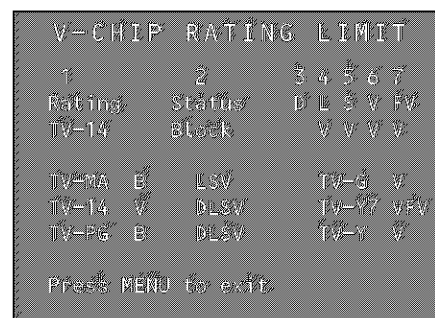 V-CHIP RATING LIMIT
1 2 3 4 5 6 7
Rating Status D L S V FV
TV-14 Block V V V V
TV-MA B LSV TV-G V
TV-14 V DLSV TV-Y7 VFV
TV-PG B DLSV TV-Y V
Press MENU to exit